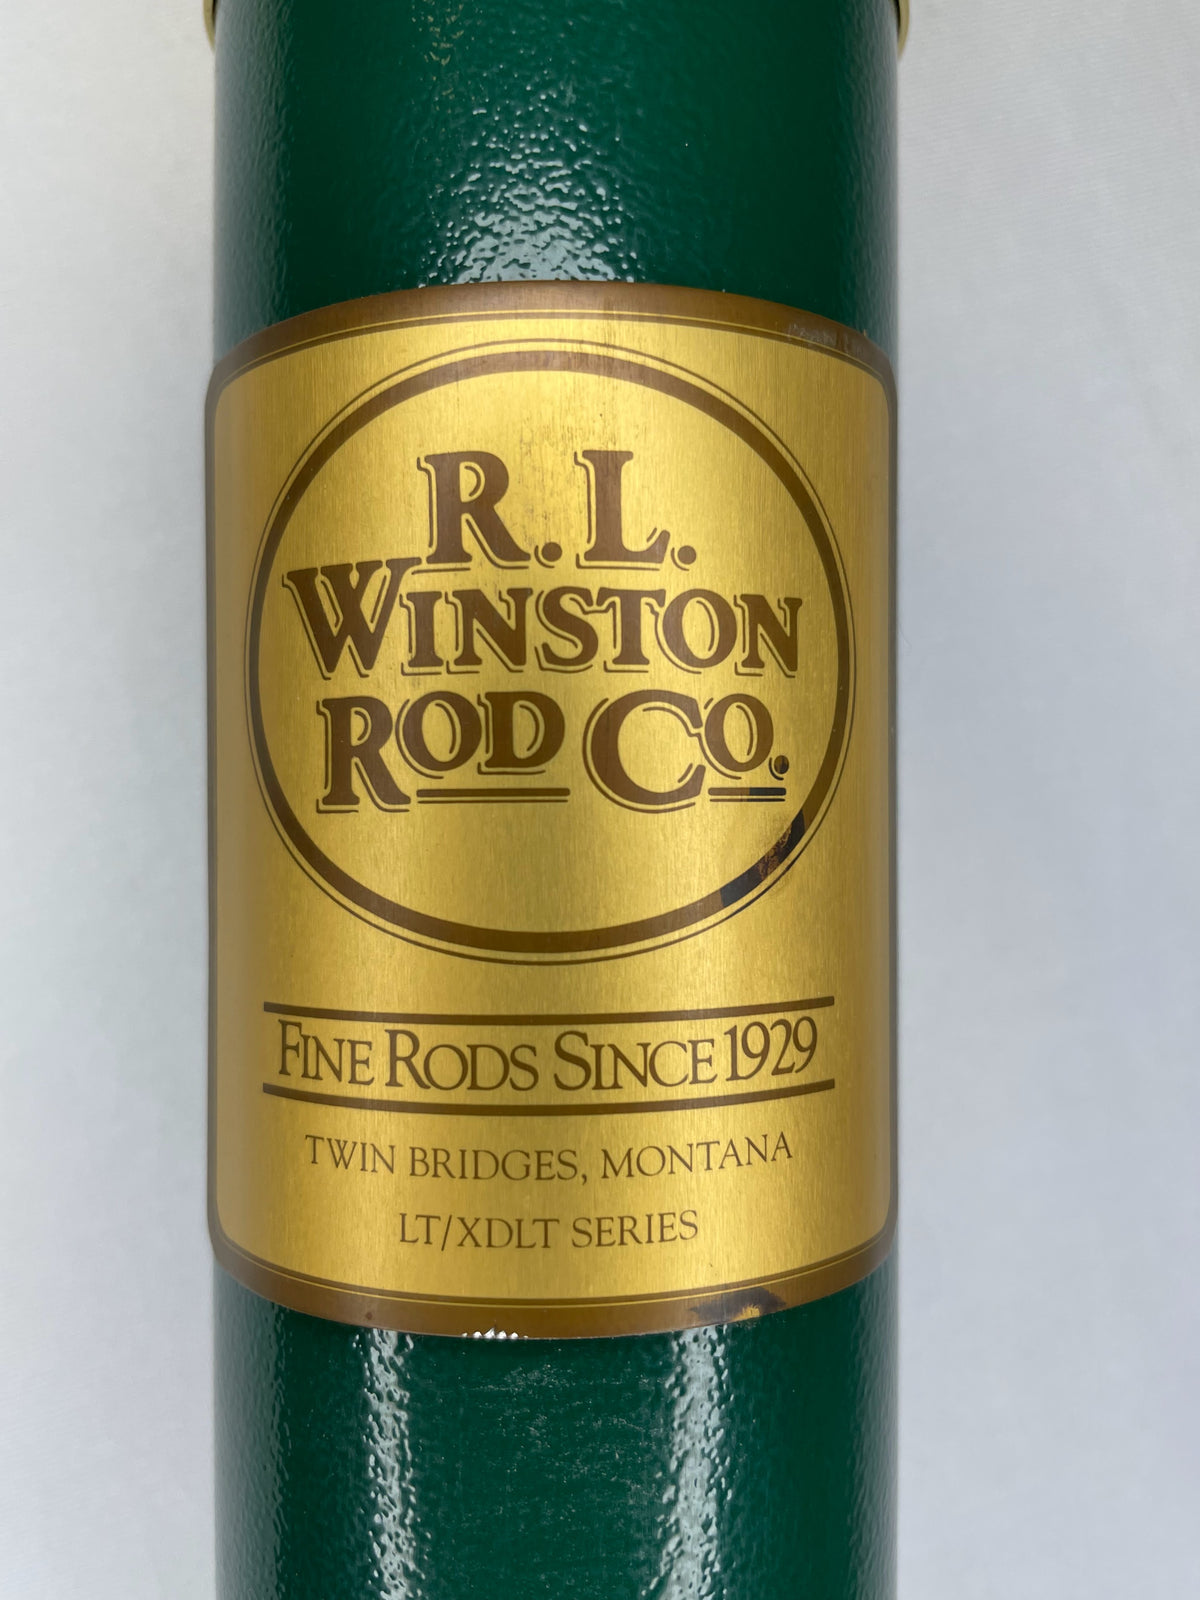 R. L.
WINSTON
ROD CO.
FINE RODS SINCE 1929
TWIN BRIDGES, MONTANA
LT/XDLT SERIES